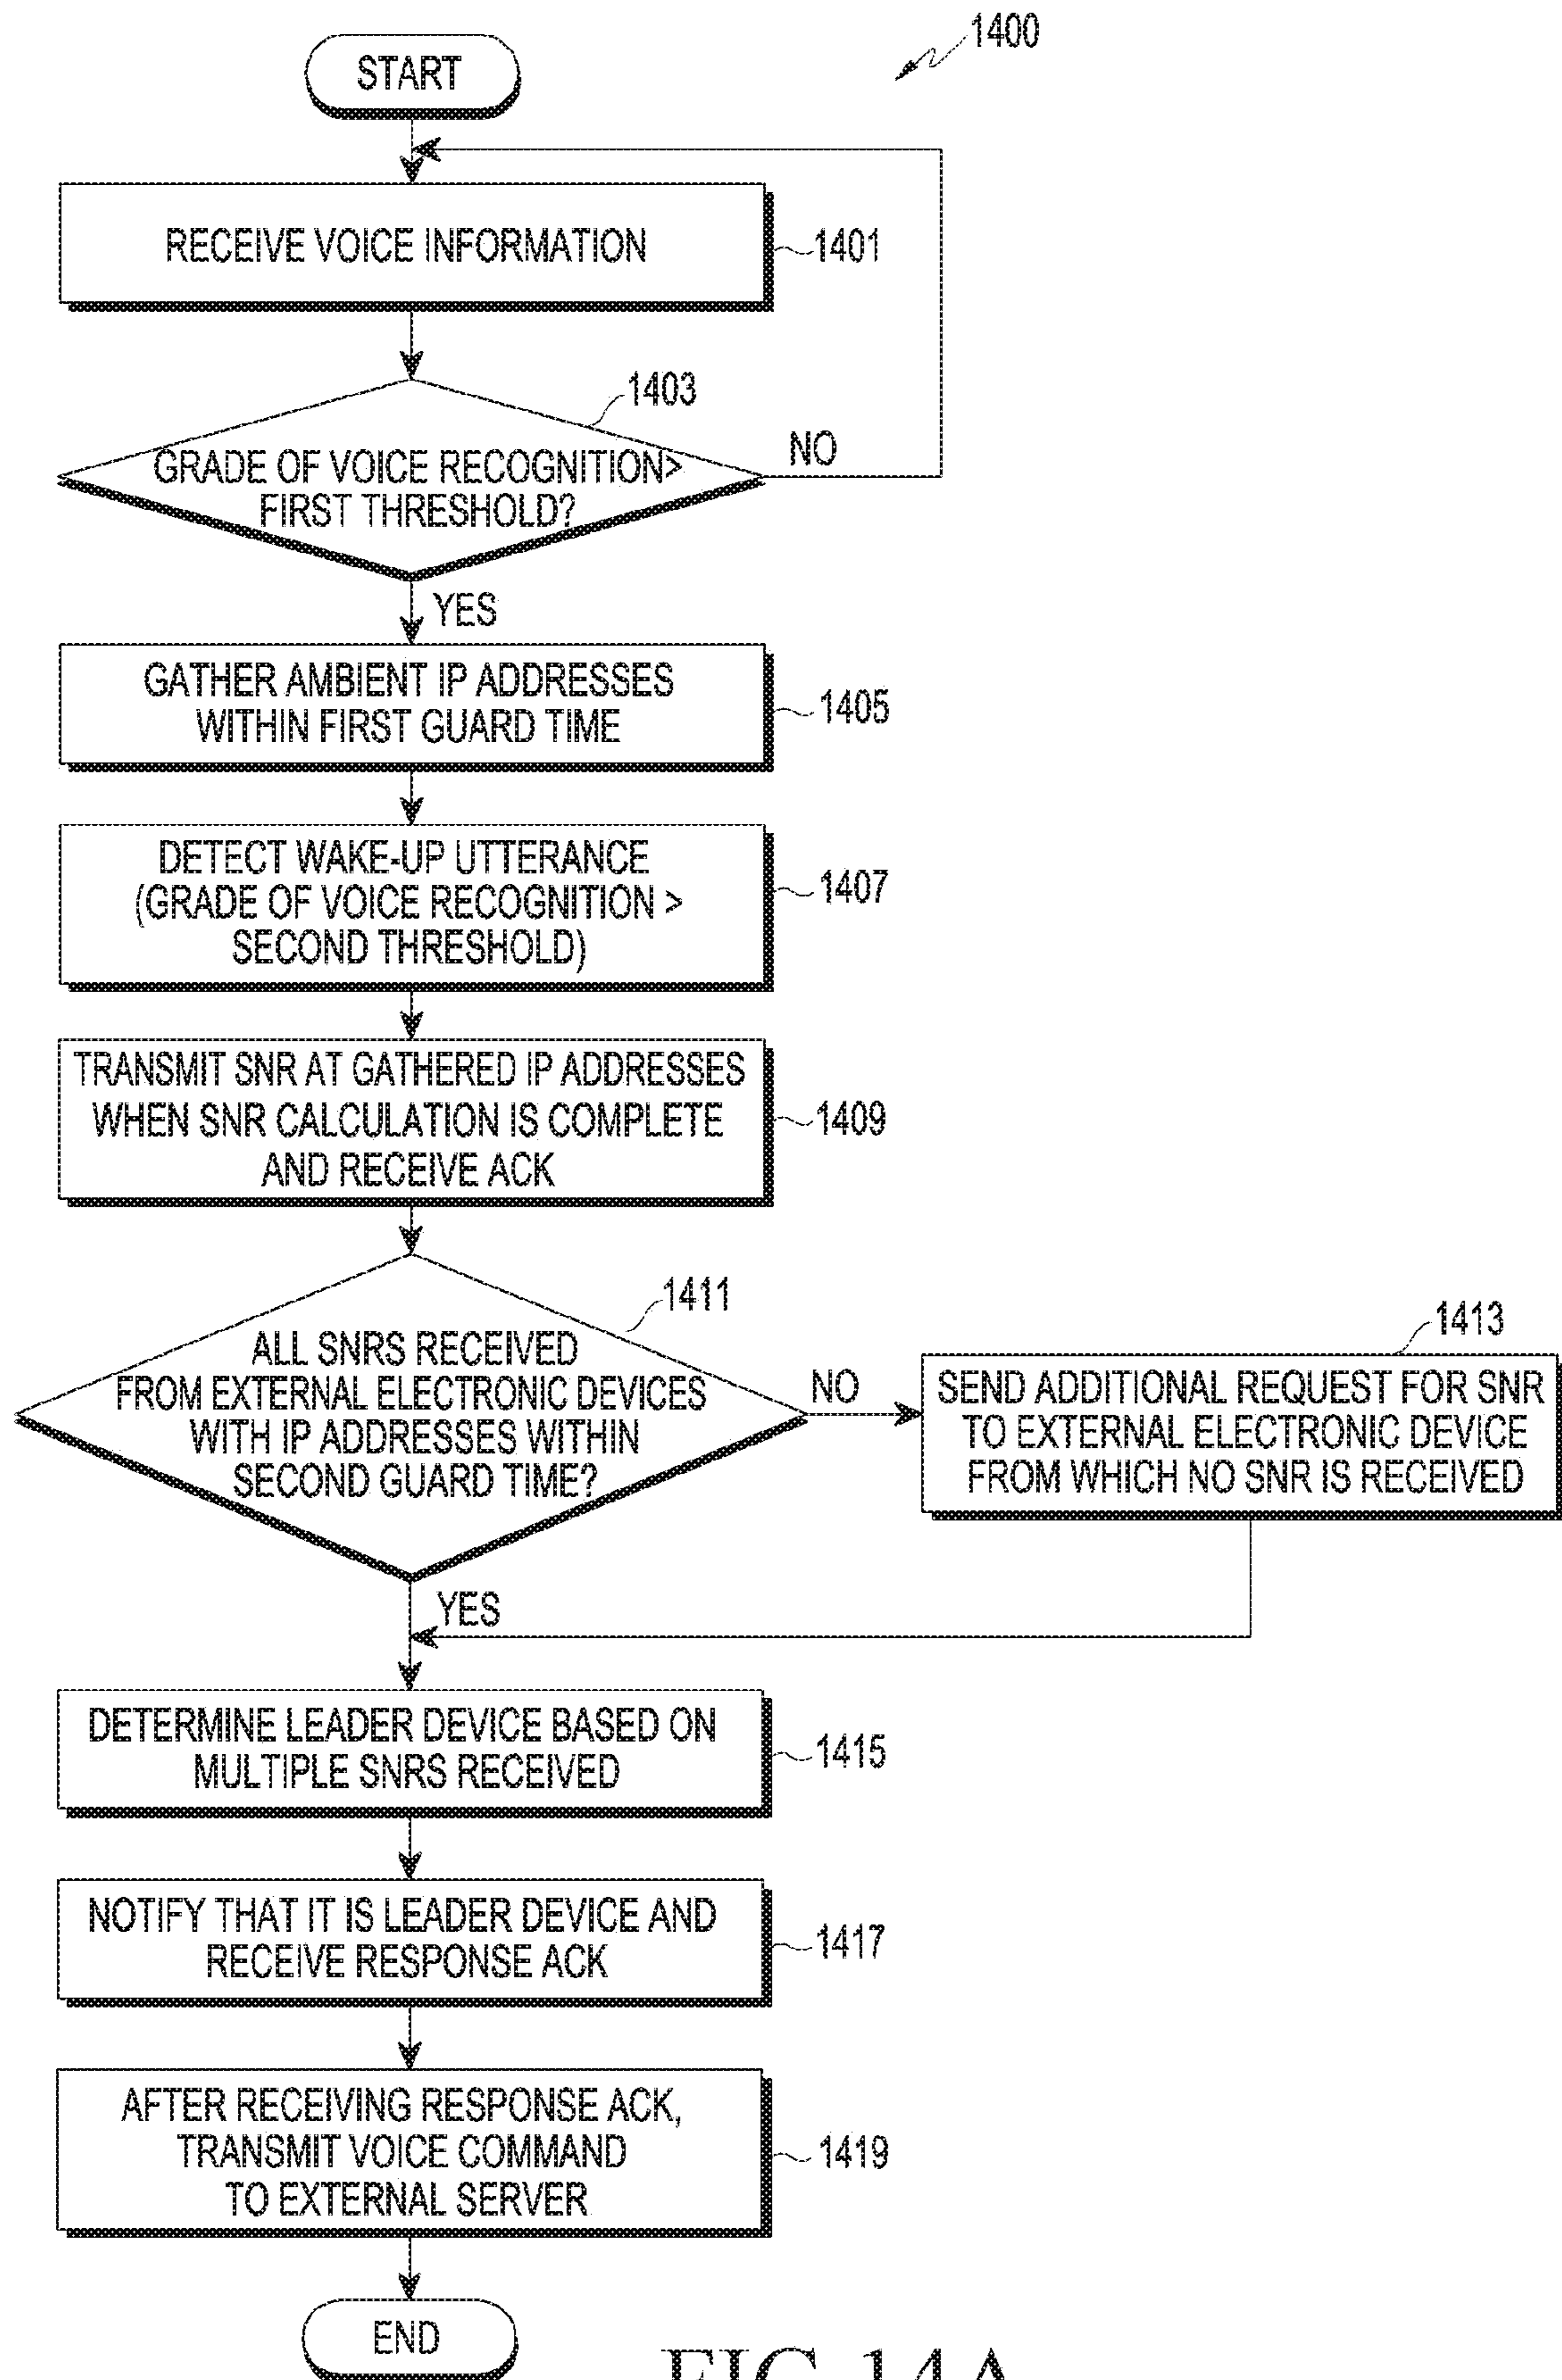 1400
START
RECEIVE VOICE INFORMATION
1401
1403
GRADE OF VOICE RECOGNITION>
FIRST THRESHOLD?
NO
YES
GATHER AMBIENT IP ADDRESSES
WITHIN FIRST GUARD TIME
1405
DETECT WAKE-UP UTTERANCE
(GRADE OF VOICE RECOGNITION >
SECOND THRESHOLD)
1407
TRANSMIT SNR AT GATHERED IP ADDRESSES
WHEN SNR CALCULATION IS COMPLETE
AND RECEIVE ACK
1409
1411
ALL SNRS RECEIVED
FROM EXTERNAL ELECTRONIC DEVICES
WITH IP ADDRESSES WITHIN
SECOND GUARD TIME?
NO
1413
SEND ADDITIONAL REQUEST FOR SNR
TO EXTERNAL ELECTRONIC DEVICE
FROM WHICH NO SNR IS RECEIVED
YES
DETERMINE LEADER DEVICE BASED ON
MULTIPLE SNRS RECEIVED
1415
NOTIFY THAT IT IS LEADER DEVICE AND
RECEIVE RESPONSE ACK
1417
AFTER RECEIVING RESPONSE ACK,
TRANSMIT VOICE COMMAND
TO EXTERNAL SERVER
1419
END
FIG. 14A